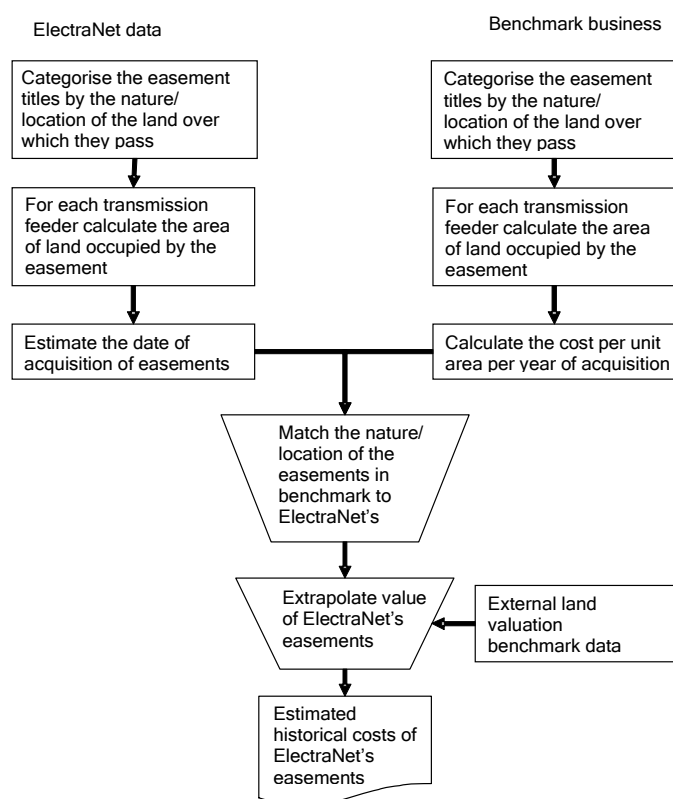 ElectraNet data
Benchmark business
Categorise the easement
titles by the nature/
location of the land over
which they pass
Categorise the easement
titles by the nature/
location of the land over
which they pass
For each transmission
feeder calculate the area
of land occupied by the
easement
For each transmission
feeder calculate the area
of land occupied by the
easement
Estimate the date of
acquisition of easements
Calculate the cost per unit
area per year of acquisition
Match the nature/
location of the
easements in
benchmark to
ElectraNet's
Extrapolate value
of ElectraNet's
easements
External land
valuation
benchmark data
Estimated
historical costs of
ElectraNet's
easements